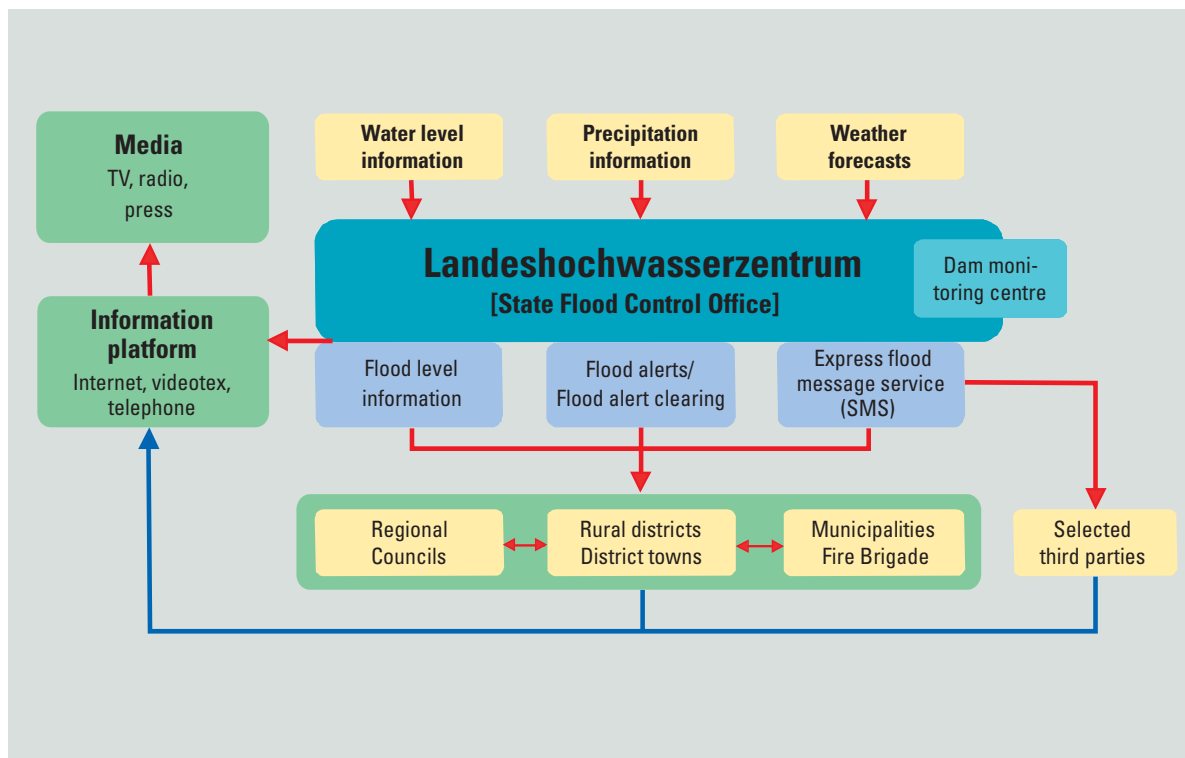 Media
TV, radio,
press
Water level
information
Precipitation
information
Weather
forecasts
Landeshochwasserzentrum
[State Flood Control Office]
Dam moni-
toring centre
Information
platform
Internet, videotex,
telephone
Flood level
information
Flood alerts/
Flood alert clearing
Express flood
message service
(SMS)
Regional
Councils
Rural districts
District towns
Municipalities
Fire Brigade
Selected
third parties